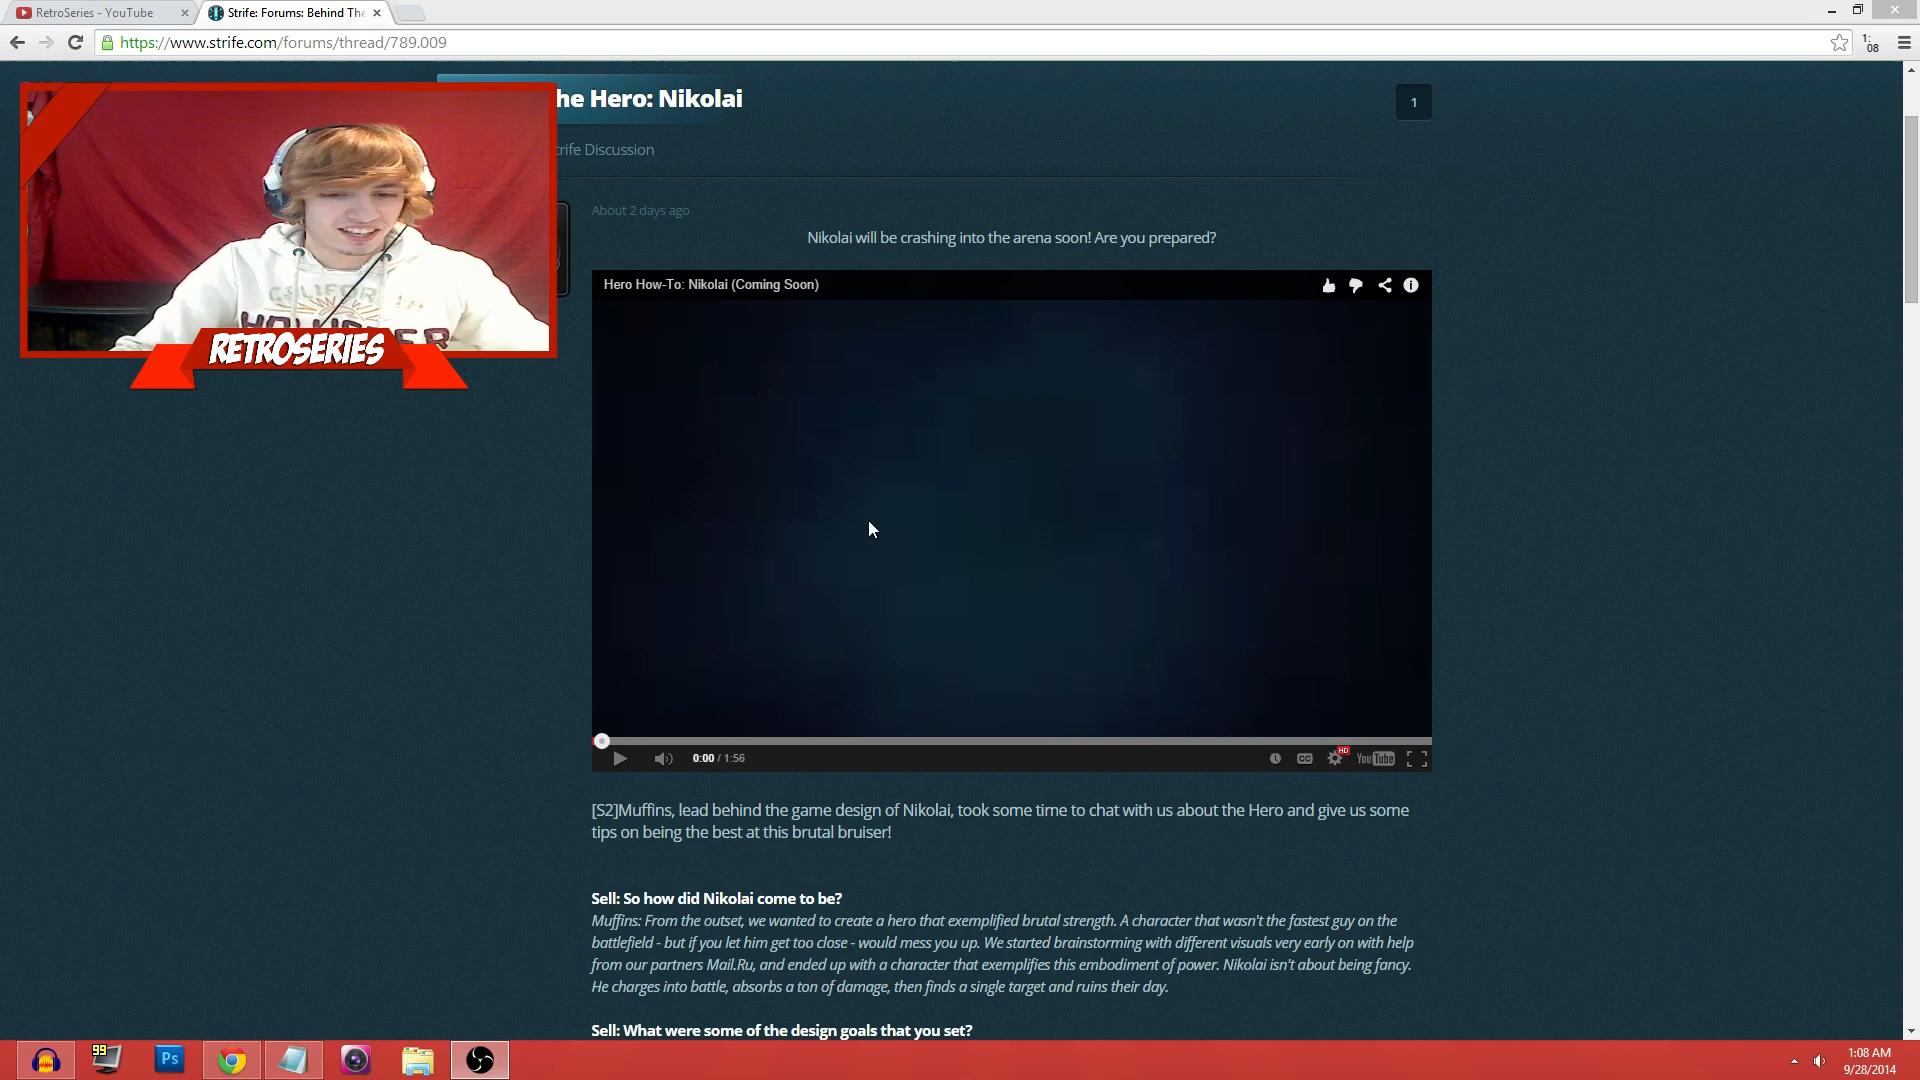 RetroSeries - YouTube
Strife: Forums: Behind The
https://www.strife.com/forums/thread/789.009
1:
08
he Hero: Nikolai
1
trife Discussion
About 2 days ago
Nikolai will be crashing into the arena soon! Are you prepared?
RETROSERIES
Hero How-To: Nikolai (Coming Soon)
0:00 / 1:56
CC
HD
YouTube
[S2]Muffins, lead behind the game design of Nikolai, took some time to chat with us about the Hero and give us some
tips on being the best at this brutal bruiser!
Sell: So how did Nikolai come to be?
Muffins: From the outset, we wanted to create a hero that exemplified brutal strength. A character that wasn't the fastest guy on the
battlefield - but if you let him get too close - would mess you up. We started brainstorming with different visuals very early on with help
from our partners Mail.Ru, and ended up with a character that exemplifies this embodiment of power. Nikolai isn't about being fancy.
He charges into battle, absorbs a ton of damage, then finds a single target and ruins their day.
Sell: What were some of the design goals that you set?
99
Ps
1:08 AM
9/28/2014